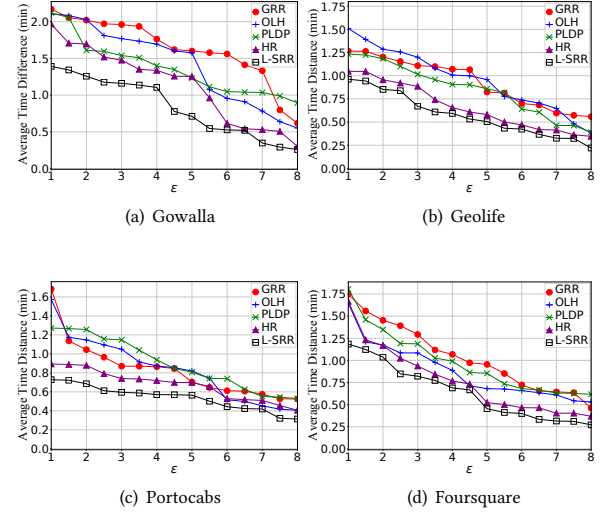 Average Time Difference (min)
2.0
1.5
1.0
0.5
0.0
1 2 3 4 5 6 7 8
ε
GRR
OLH
PLDP
HR
L-SRR
(a) Gowalla
Average Time Distance (min)
1.75
1.50
1.25
1.00
0.75
0.50
0.25
0.00
1 2 3 4 5 6 7 8
ε
GRR
OLH
PLDP
HR
L-SRR
(b) Geolife
Average Time Distance (min)
1.6
1.4
1.2
1.0
0.8
0.6
0.4
0.2
0.0
1 2 3 4 5 6 7 8
ε
GRR
OLH
PLDP
HR
L-SRR
(c) Portocabs
Average Time Distance (min)
1.75
1.50
1.25
1.00
0.75
0.50
0.25
0.00
1 2 3 4 5 6 7 8
ε
GRR
OLH
PLDP
HR
L-SRR
(d) Foursquare